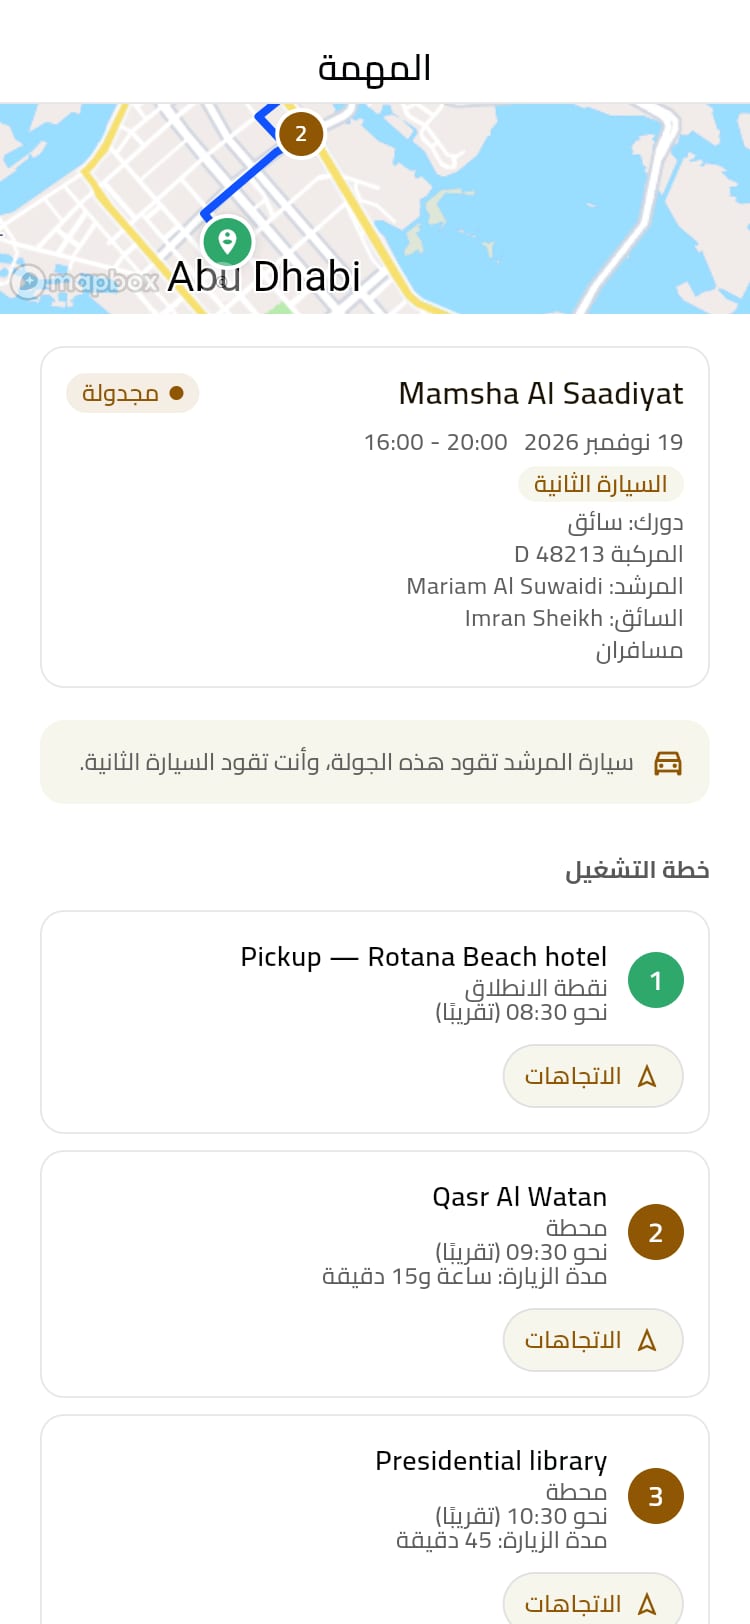 المهمة
2
Abu Dhabi
mapbox
Mamsha Al Saadiyat
مجدولة
19 نوفمبر 2026 16:00 - 20:00
السيارة الثانية
دورك: سائق
المركبة D 48213
المرشد: Mariam Al Suwaidi
السائق: Imran Sheikh
مسافران
سيارة المرشد تقود هذه الجولة، وأنت تقود السيارة الثانية.
خطة التشغيل
1
Pickup — Rotana Beach hotel
نقطة الانطلاق
نحو 08:30 (تقريبًا)
الاتجاهات
2
Qasr Al Watan
محطة
نحو 09:30 (تقريبًا)
مدة الزيارة: ساعة و15 دقيقة
الاتجاهات
3
Presidential library
محطة
نحو 10:30 (تقريبًا)
مدة الزيارة: 45 دقيقة
الاتجاهات